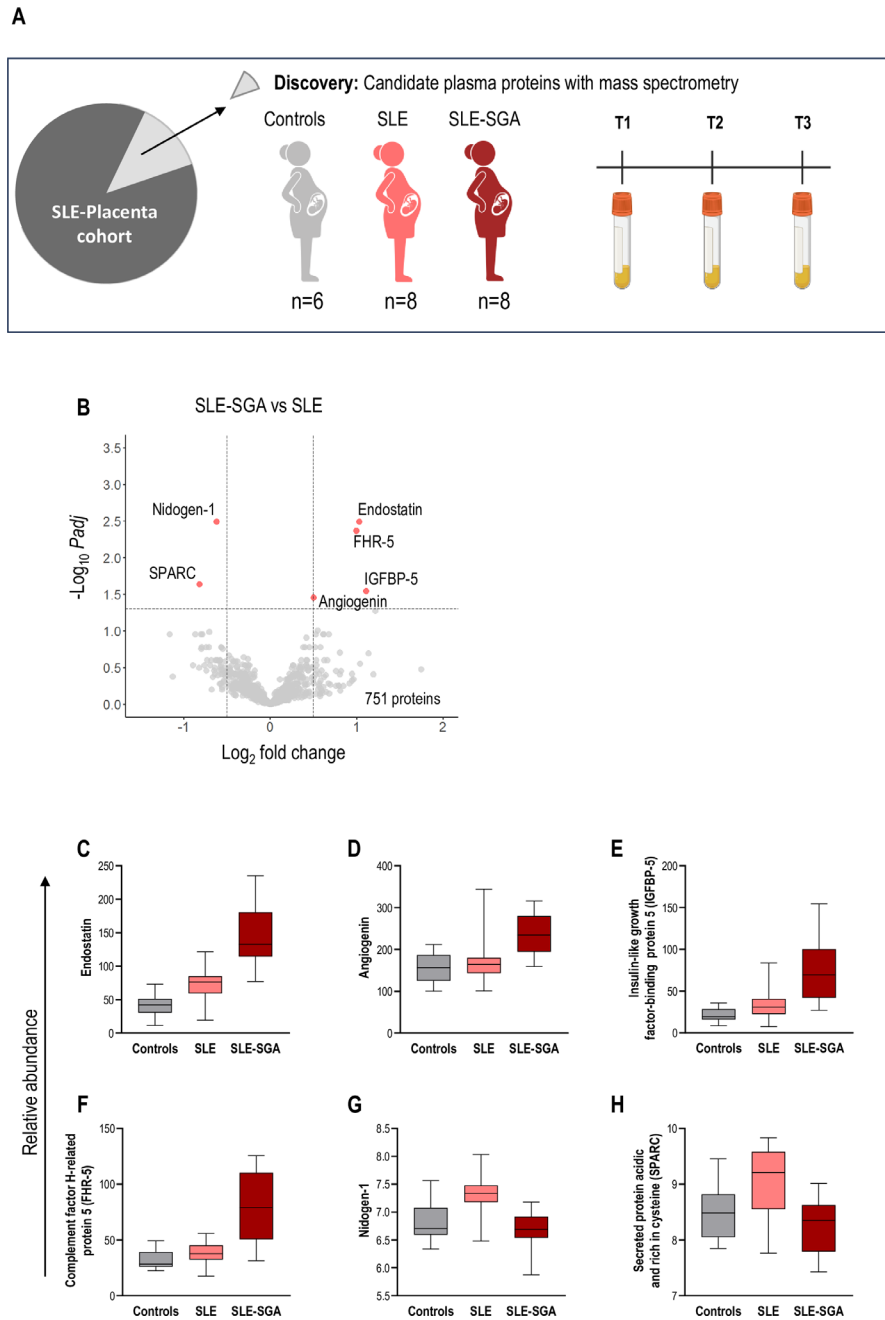 A
Discovery: Candidate plasma proteins with mass spectrometry
Controls SLE SLE-SGA T1 T2 T3
SLE-Placenta
cohort
n=6 n=8 n=8
B SLE-SGA vs SLE
3.5
3.0
2.5
2.0
1.5
1.0
0.5
0.0
-Log10 Padj
Nidogen-1 Endostatin
FHR-5
SPARC IGFBP-5
Angiogenin
751 proteins
-1 0 1 2
Log2 fold change
Relative abundance
C
Endostatin
250
200
150
100
50
0
Controls SLE SLE-SGA
D
Angiogenin
400
300
200
100
0
Controls SLE SLE-SGA
E
Insulin-like growth
factor-binding protein 5 (IGFBP-5)
200
150
100
50
0
Controls SLE SLE-SGA
F
Complement factor H-related
protein 5 (FHR-5)
150
100
50
0
Controls SLE SLE-SGA
G
Nidogen-1
8.5
8.0
7.5
7.0
6.5
6.0
5.5
Controls SLE SLE-SGA
H
Secreted protein acidic
and rich in cysteine (SPARC)
10
9
8
7
Controls SLE SLE-SGA